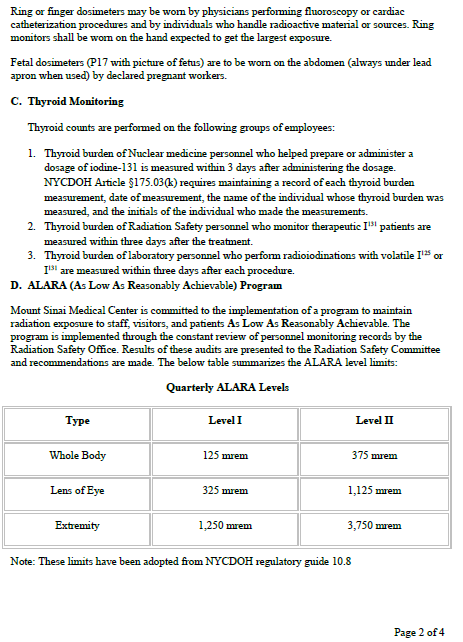 Ring or finger dosimeters may be worn by physicians performing fluoroscopy or cardiac
catheterization procedures and by individuals who handle radioactive material or sources. Ring
monitors shall be worn on the hand expected to get the largest exposure.
Fetal dosimeters (P17 with picture of fetus) are to be worn on the abdomen (always under lead
apron when used) by declared pregnant workers.
C. Thyroid Monitoring
Thyroid counts are performed on the following groups of employees:
1. Thyroid burden of Nuclear medicine personnel who helped prepare or administer a
dosage of iodine-131 is measured within 3 days after administering the dosage.
NYCDOH Article §175.03(k) requires maintaining a record of each thyroid burden
measurement, date of measurement, the name of the individual whose thyroid burden was
measured, and the initials of the individual who made the measurements.
2. Thyroid burden of Radiation Safety personnel who monitor therapeutic I¹³¹ patients are
measured within three days after the treatment.
3. Thyroid burden of laboratory personnel who perform radioiodinations with volatile I¹²⁵ or
I¹³¹ are measured within three days after each procedure.
D. ALARA (As Low As Reasonably Achievable) Program
Mount Sinai Medical Center is committed to the implementation of a program to maintain
radiation exposure to staff, visitors, and patients As Low As Reasonably Achievable. The
program is implemented through the constant review of personnel monitoring records by the
Radiation Safety Office. Results of these audits are presented to the Radiation Safety Committee
and recommendations are made. The below table summarizes the ALARA level limits:
Quarterly ALARA Levels
Type Level I Level II
Whole Body 125 mrem 375 mrem
Lens of Eye 325 mrem 1,125 mrem
Extremity 1,250 mrem 3,750 mrem
Note: These limits have been adopted from NYCDOH regulatory guide 10.8
Page 2 of 4